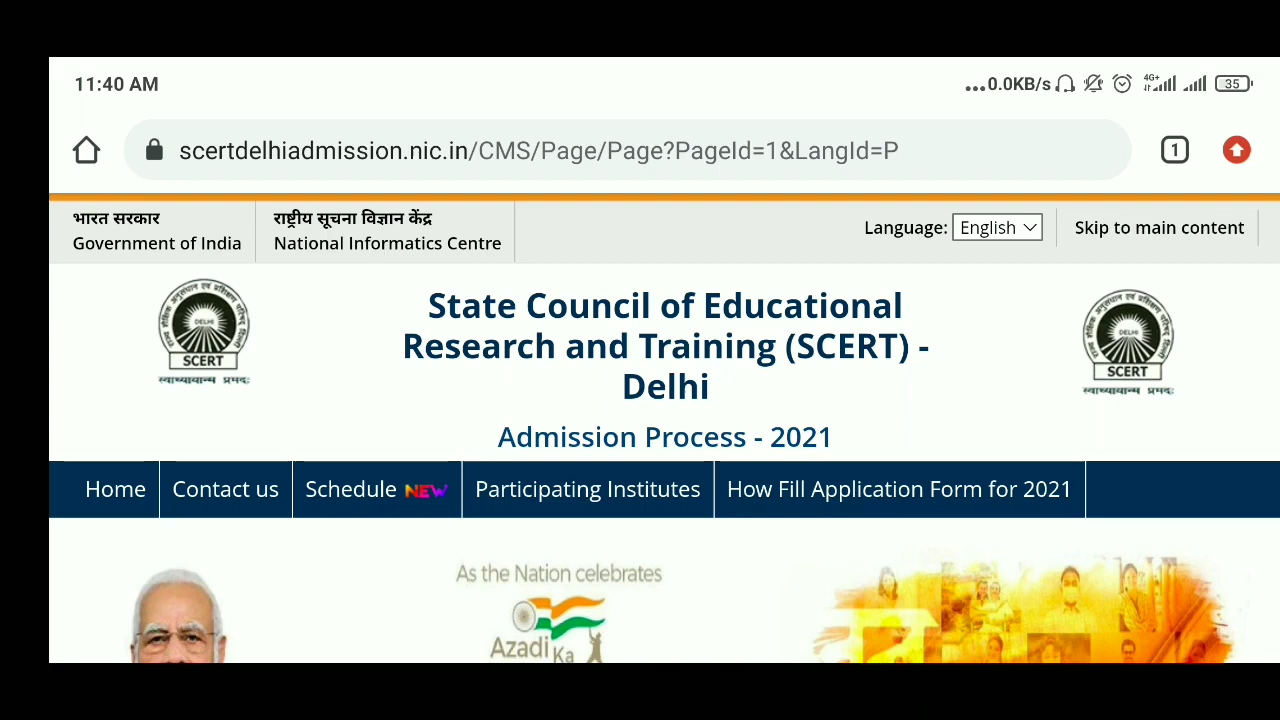 11:40 AM
...0.0KB/s
4G+
35
scertdelhiadmission.nic.in/CMS/Page/Page?PageId=1&LangId=P
1
भारत सरकार
Government of India
राष्ट्रीय सूचना विज्ञान केंद्र
National Informatics Centre
Language: English
Skip to main content
DELHI
SCERT
State Council of Educational
Research and Training (SCERT) -
Delhi
Admission Process - 2021
DELHI
SCERT
Home
Contact us
Schedule NEW
Participating Institutes
How Fill Application Form for 2021
As the Nation celebrates
Azadi Ka